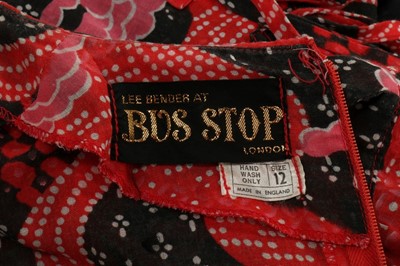 LEE BENDER AT
BUS STOP
LONDON
HAND
WASH
ONLY
SIZE
12
MADE IN ENGLAND